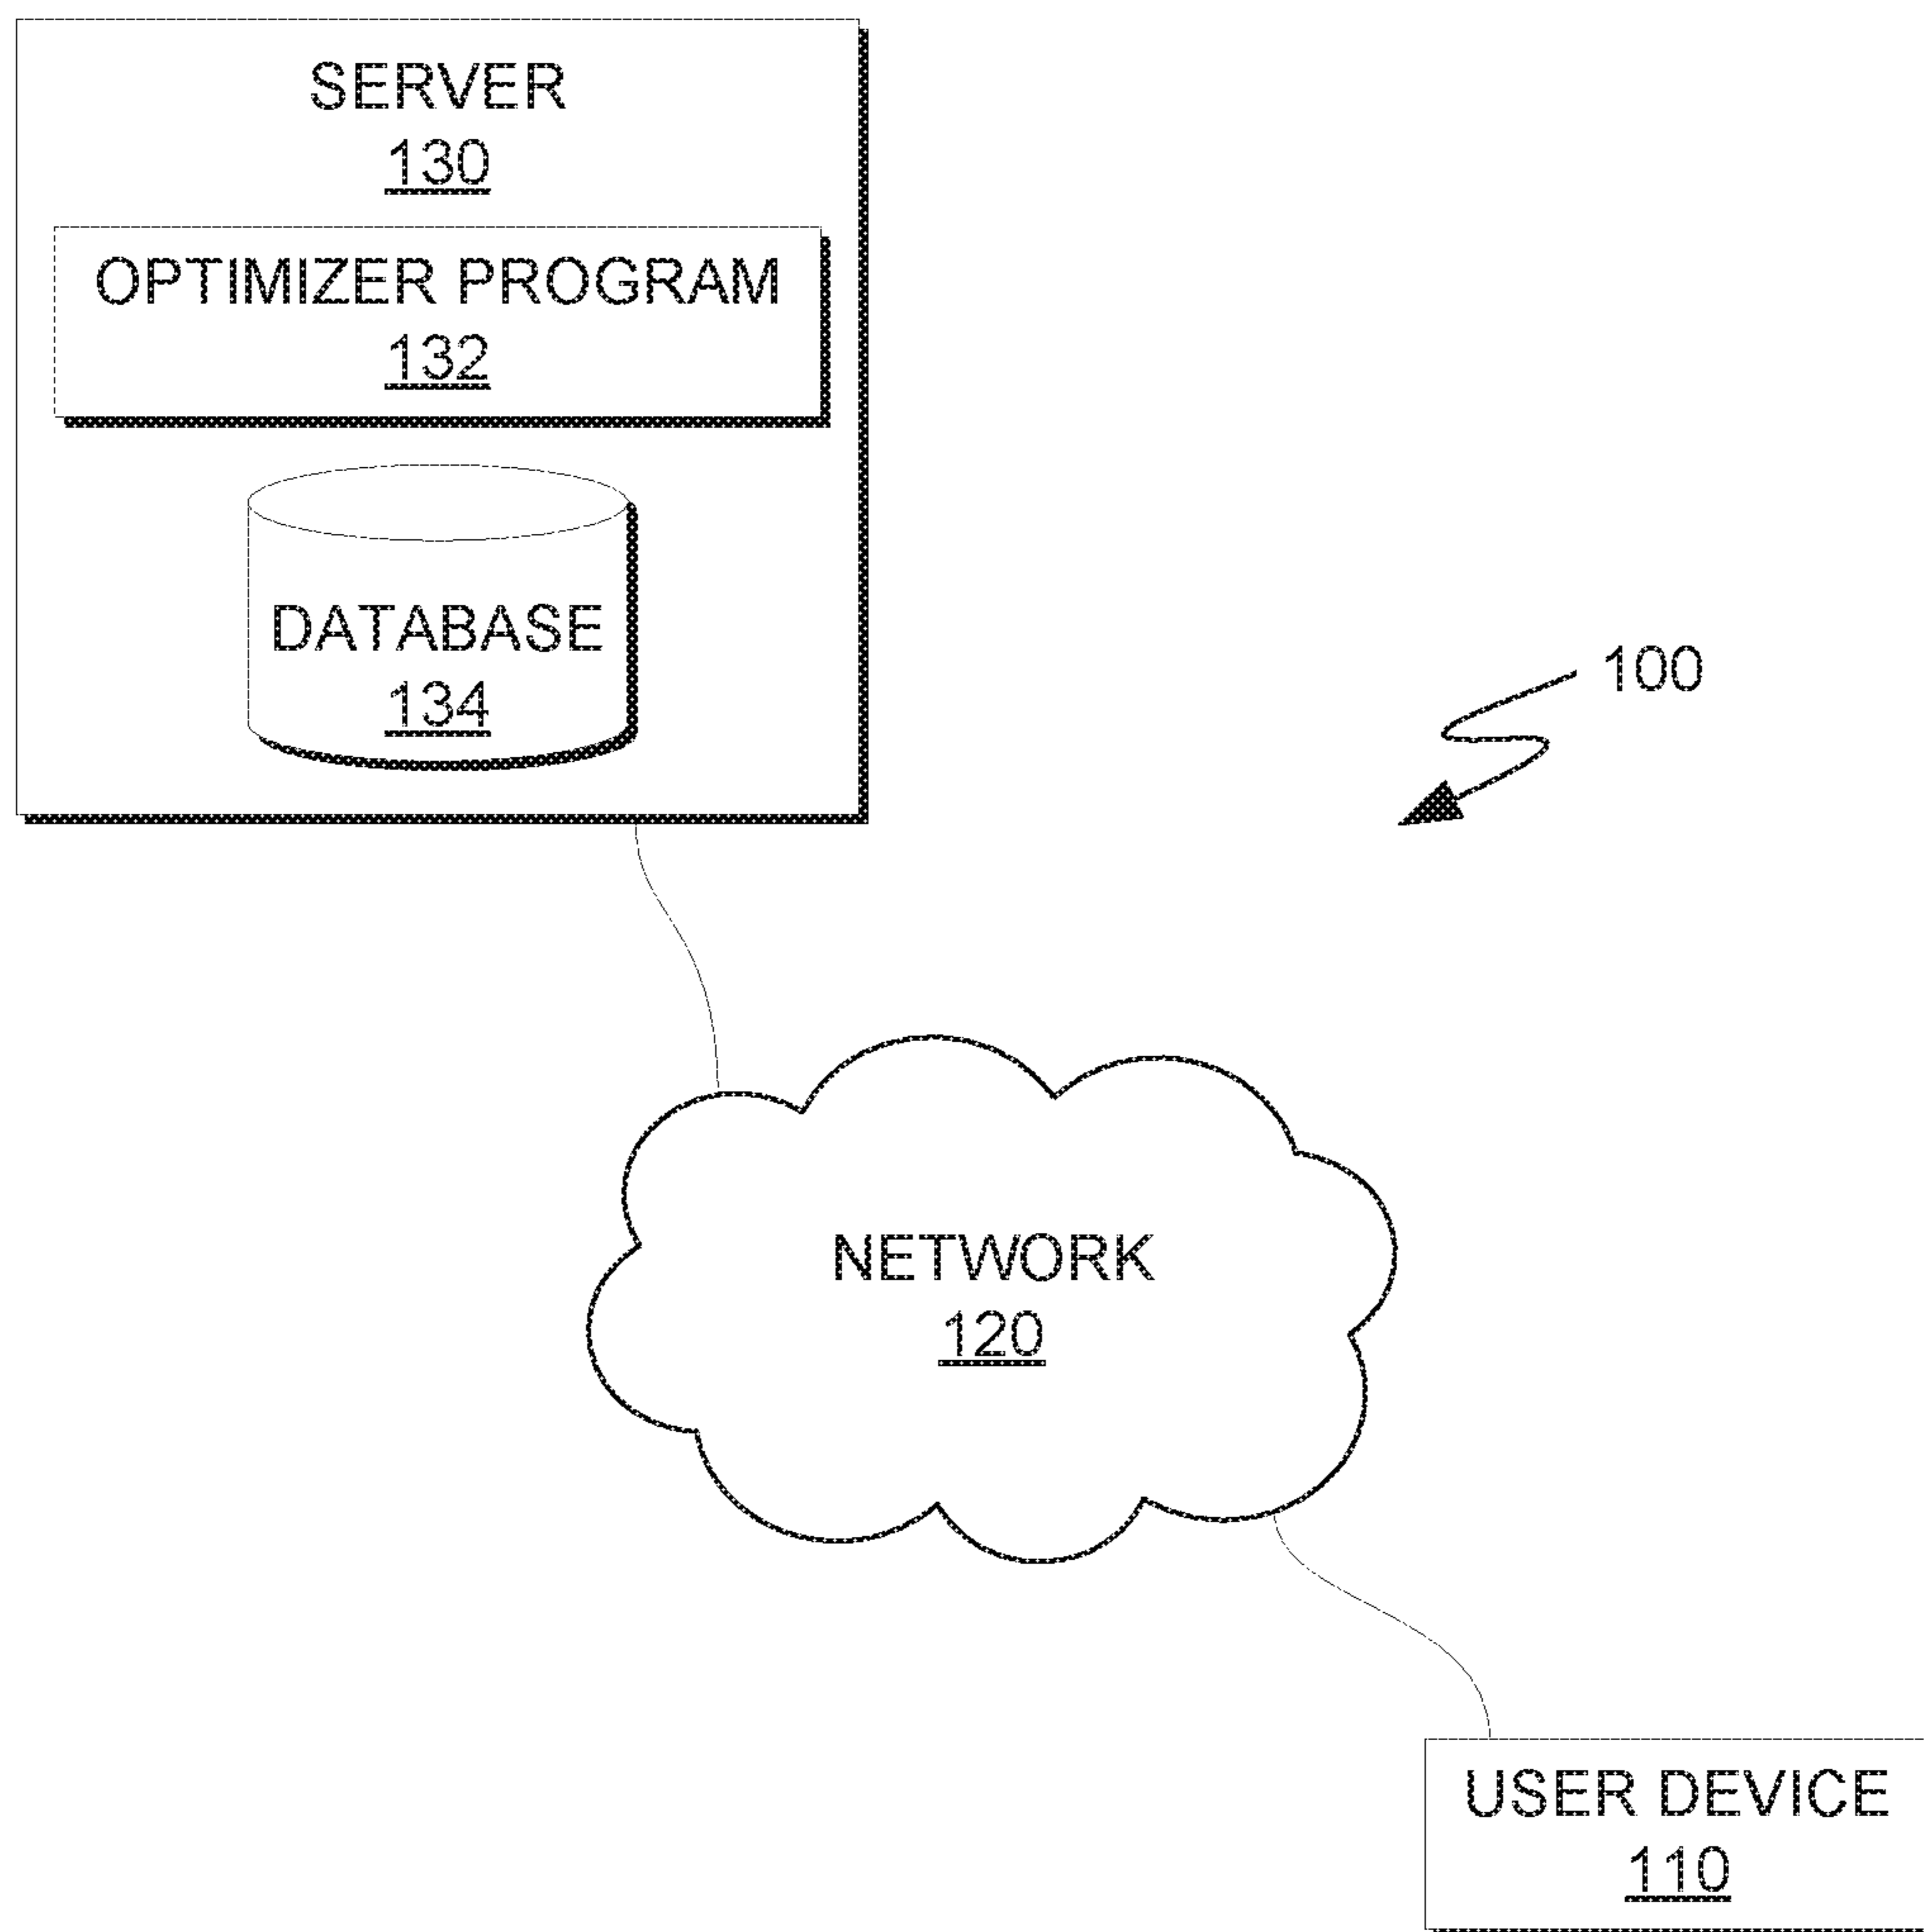 SERVER
130
OPTIMIZER PROGRAM
132
DATABASE
134
100
NETWORK
120
USER DEVICE
110